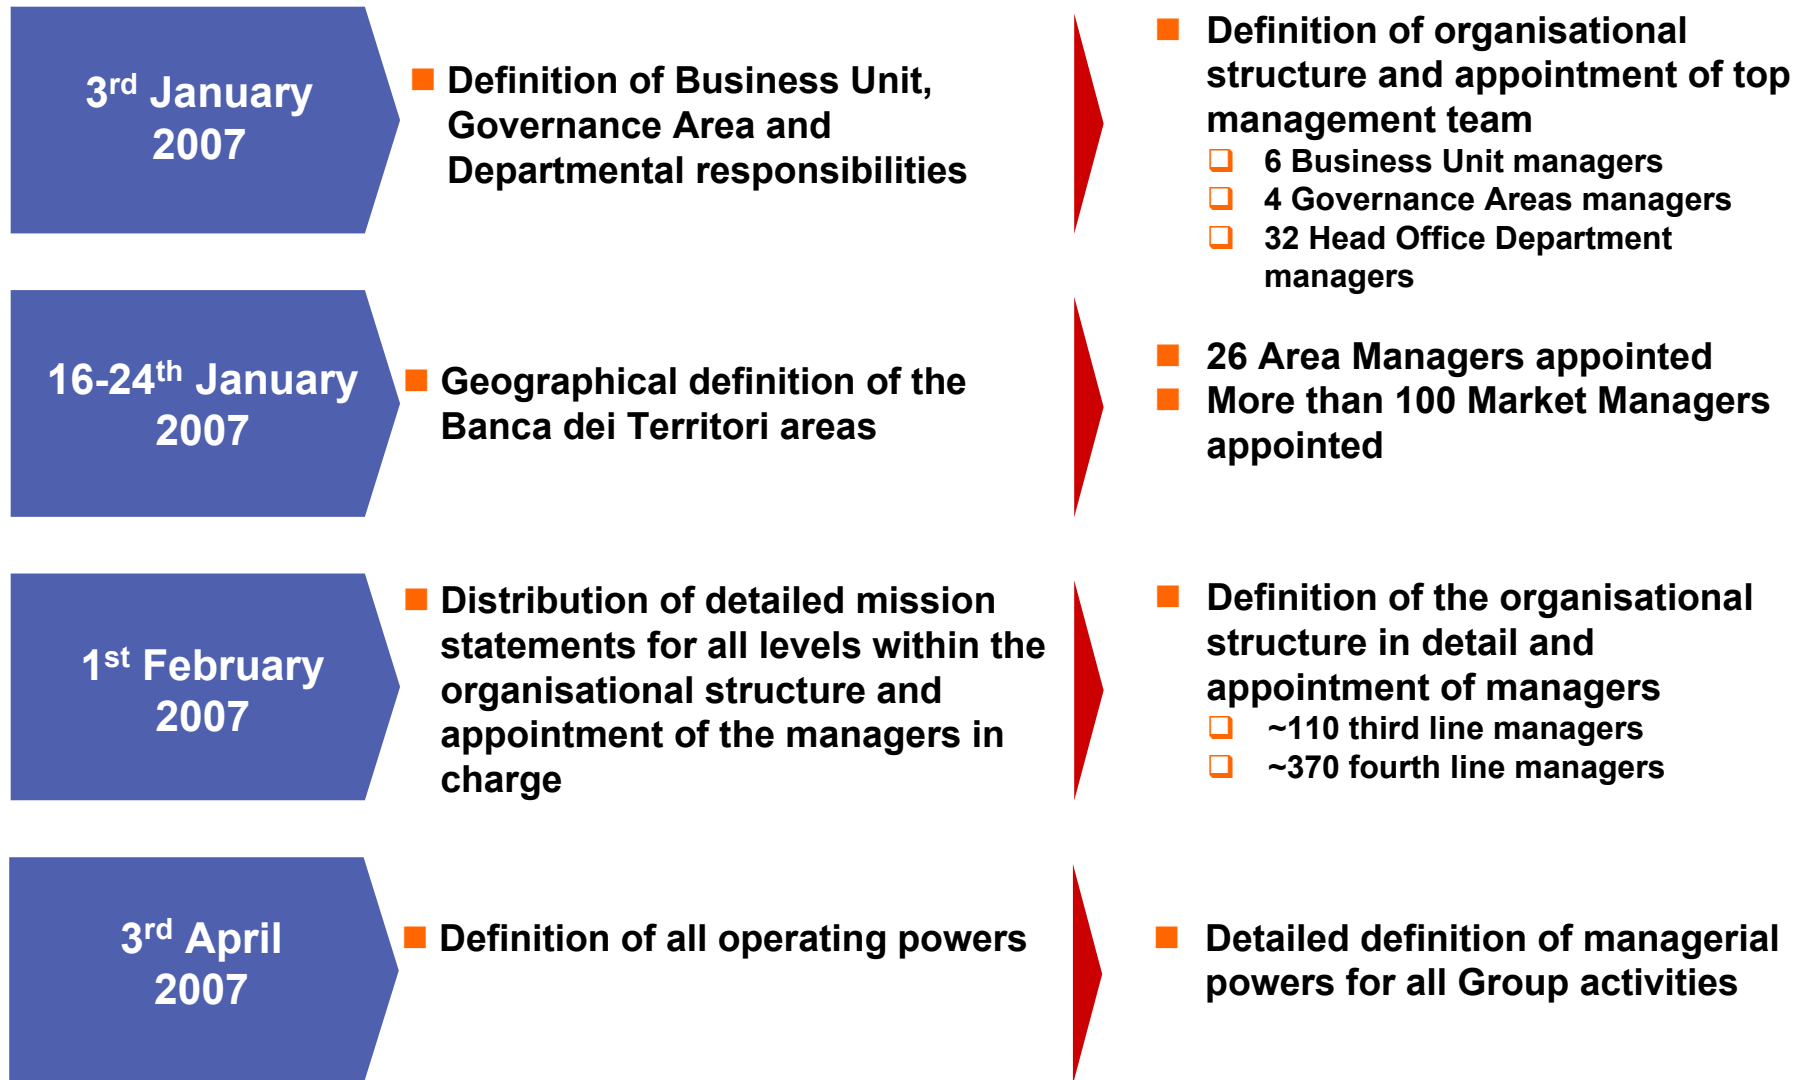 3rd January
2007
Definition of Business Unit,
Governance Area and
Departmental responsibilities
Definition of organisational
structure and appointment of top
management team
6 Business Unit managers
4 Governance Areas managers
32 Head Office Department
managers
16-24th January
2007
Geographical definition of the
Banca dei Territori areas
26 Area Managers appointed
More than 100 Market Managers
appointed
1st February
2007
Distribution of detailed mission
statements for all levels within the
organisational structure and
appointment of the managers in
charge
Definition of the organisational
structure in detail and
appointment of managers
~110 third line managers
~370 fourth line managers
3rd April
2007
Definition of all operating powers
Detailed definition of managerial
powers for all Group activities